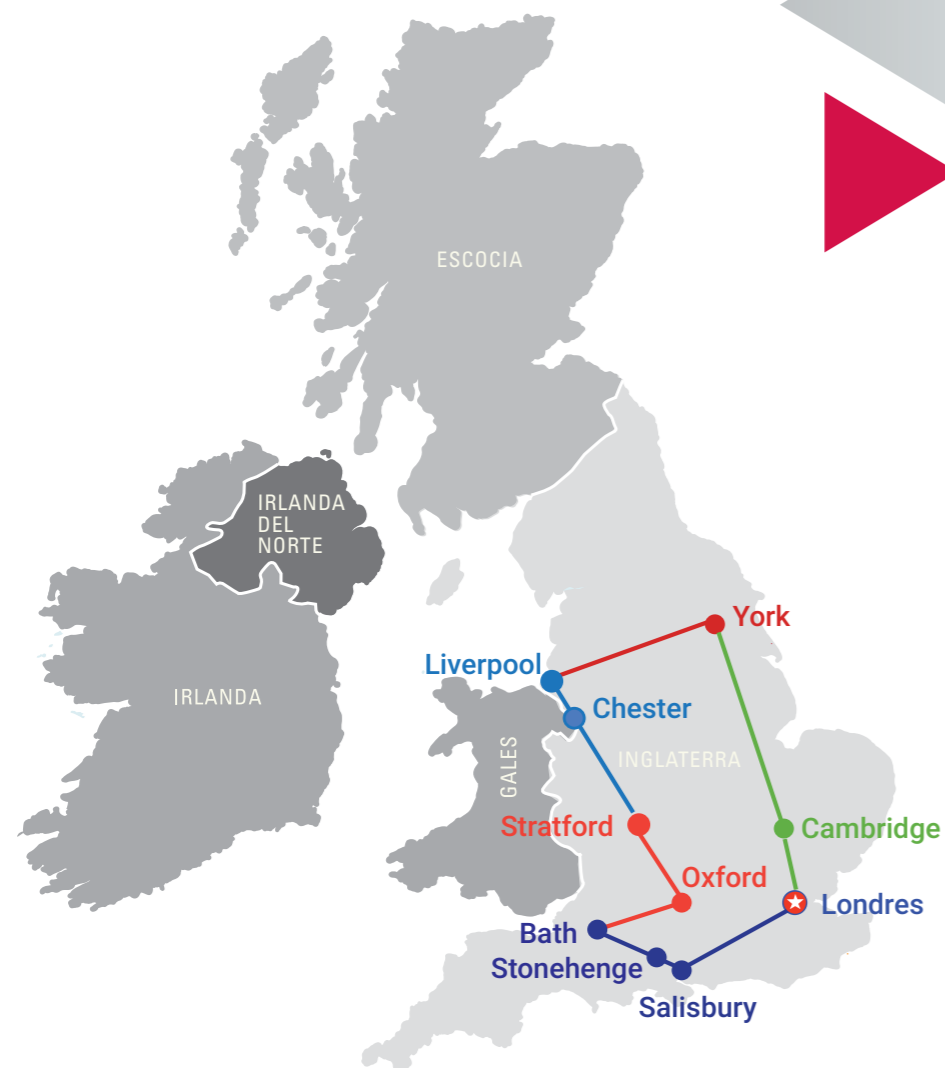 ESCOCIA
IRLANDA
DEL
NORTE
York
Liverpool
IRLANDA
Chester
GALES
INGLATERRA
Stratford
Cambridge
Oxford
Londres
Bath
Stonehenge
Salisbury